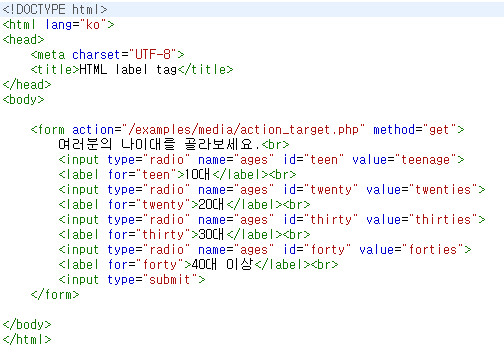 <!DOCTYPE html>
<html lang="ko">
<head>
    <meta charset="UTF-8">
    <title>HTML label tag</title>
</head>
<body>

    <form action="/examples/media/action_target.php" method="get">
        여러분의 나이대를 골라보세요.<br>
        <input type="radio" name="ages" id="teen" value="teenage">
        <label for="teen">10대</label><br>
        <input type="radio" name="ages" id="twenty" value="twenties">
        <label for="twenty">20대</label><br>
        <input type="radio" name="ages" id="thirty" value="thirties">
        <label for="thirty">30대</label><br>
        <input type="radio" name="ages" id="forty" value="forties">
        <label for="forty">40대 이상</label><br>
        <input type="submit">
    </form>

</body>
</html>